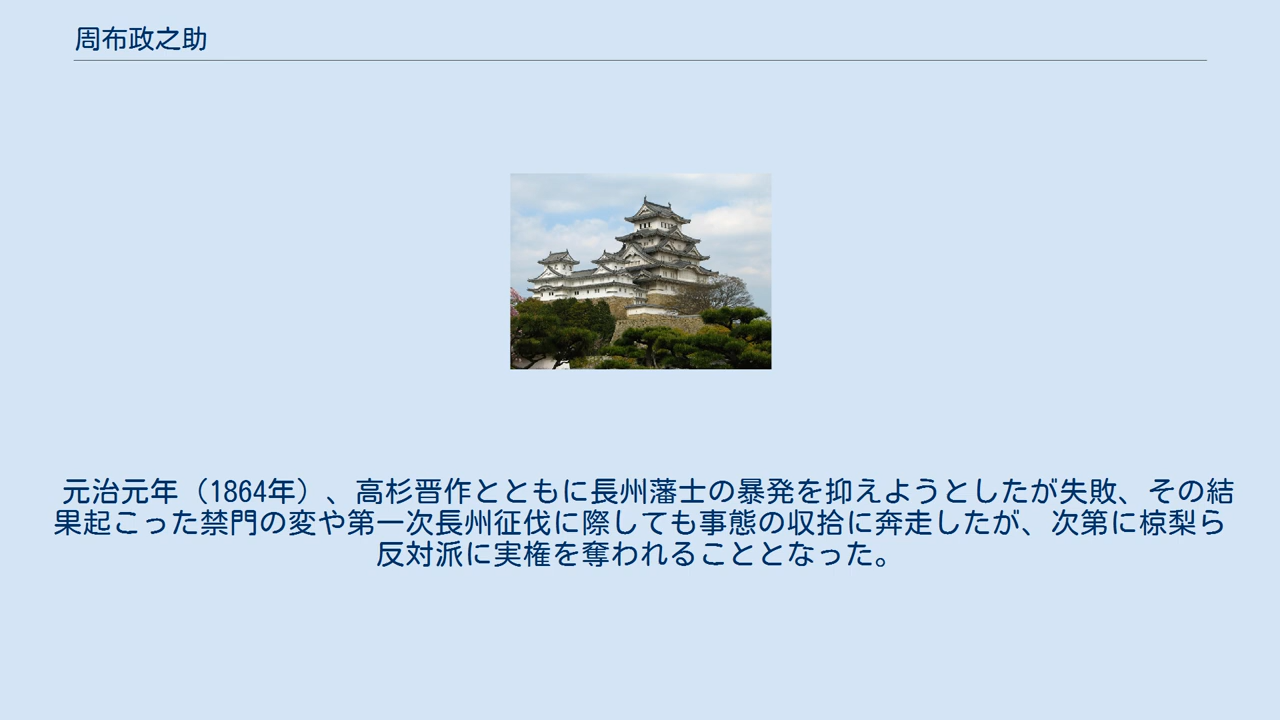 周布政之助
元治元年（1864年）、高杉晋作とともに長州藩士の暴発を抑えようとしたが失敗、その結
果起こった禁門の変や第一次長州征伐に際しても事態の収拾に奔走したが、次第に椋梨ら
反対派に実権を奪われることとなった。